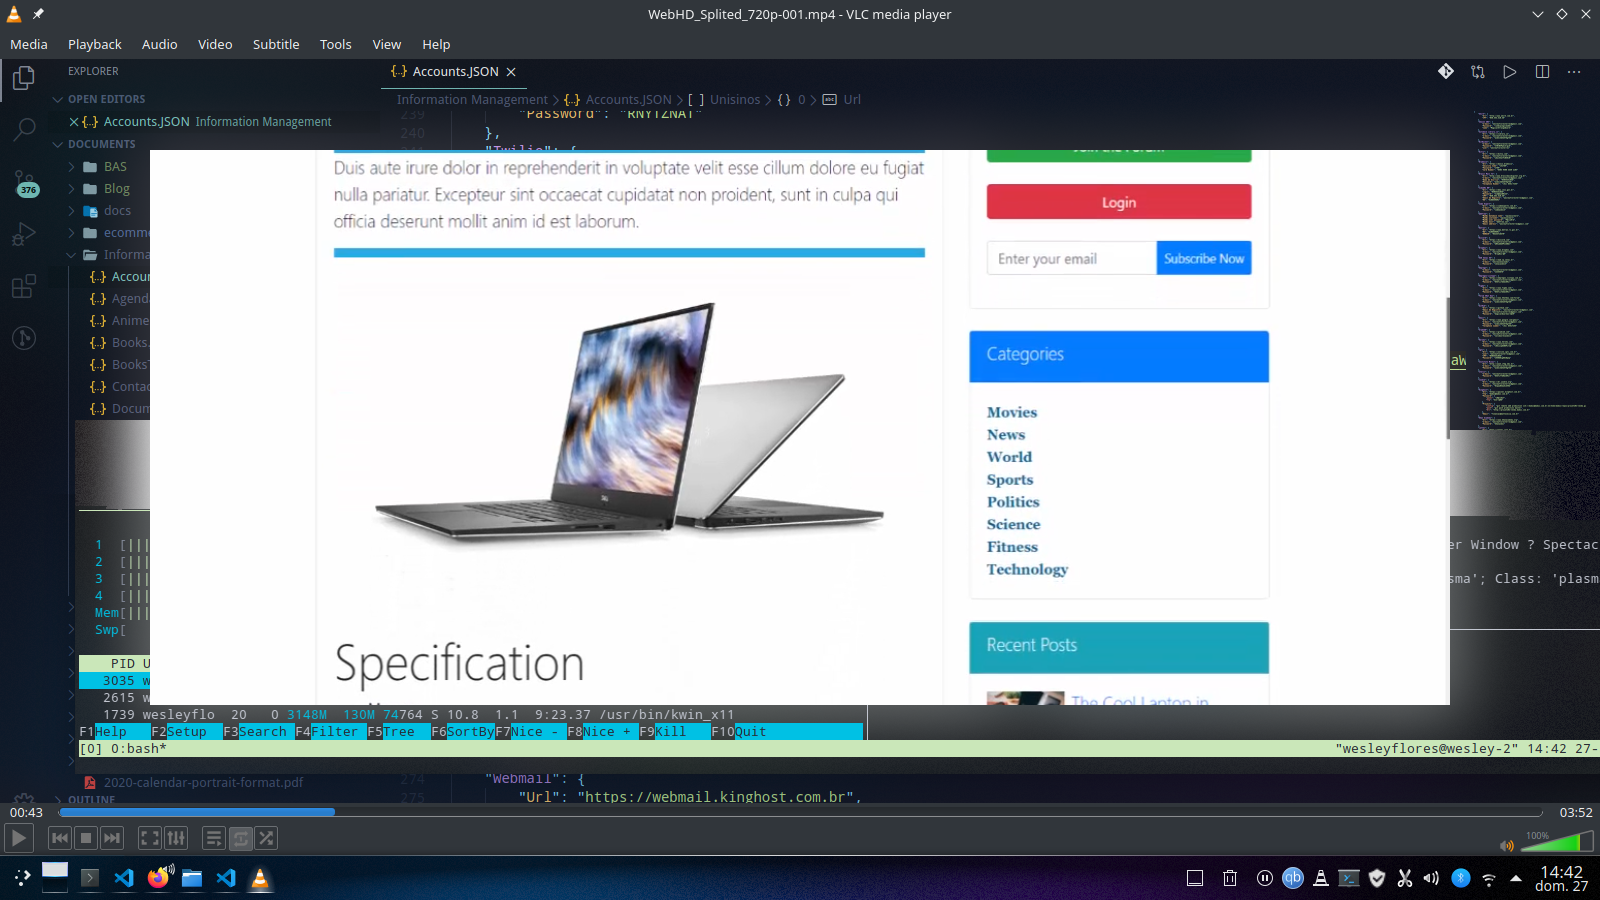 WebHD_Splited_720p-001.mp4 - VLC media player
Media Playback Audio Video Subtitle Tools View Help
EXPLORER
{..} Accounts.JSON
OPEN EDITORS
Information Management > {..} Accounts.JSON > [ ] Unisinos > {} 0 > Url
{..} Accounts.JSON Information Management
239 "Password": "RNYTZNAT"
DOCUMENTS
240 },
BAS
Blog
docs
ecomm
Informa
Accour
Agend
Anime
Books.
Books
Contac
Docum
376
Duis aute irure dolor in reprehenderit in voluptate velit esse cillum dolore eu fugiat
nulla pariatur. Excepteur sint occaecat cupidatat non proident, sunt in culpa qui
officia deserunt mollit anim id est laborum.
Login
Enter your email Subscribe Now
Categories
Movies
News
World
Sports
Politics
Science
Fitness
Technology
DELL
Specification
Recent Posts
The Cool Laptop in
1 [|||
2 [|||
3 [|||
4 [|||
Mem[|||
Swp[
er Window ? Spectac
sma'; Class: 'plasm
PID U
3035 w
2615 w
1739 wesleyflo 20 0 3148M 130M 74764 S 10.8 1.1 9:23.37 /usr/bin/kwin_x11
F1Help F2Setup F3Search F4Filter F5Tree F6SortBy F7Nice - F8Nice + F9Kill F10Quit
[0] 0:bash*
"wesleyflores@wesley-2" 14:42 27-
274 "Webmail": {
2020-calendar-portrait-format.pdf
275 "Url": "https://webmail.kinghost.com.br",
OUTLINE
00:43
03:52
100%
qb
14:42
dom. 27